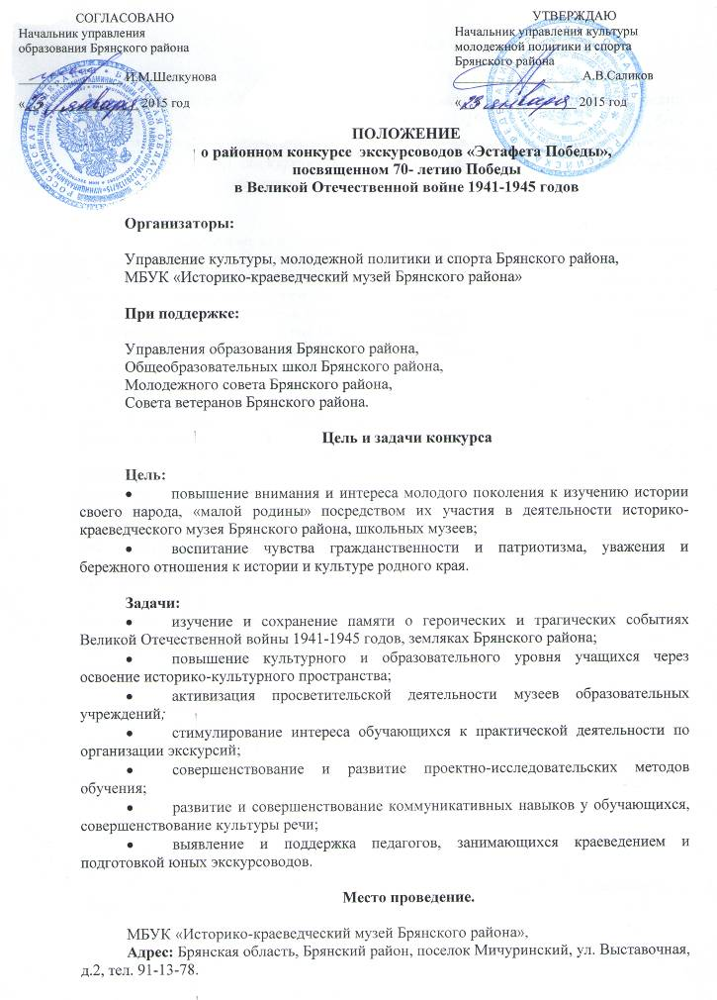 СОГЛАСОВАНО
Начальник управления
образования Брянского района
И.М.Шелкунова
«23» января 2015 год
УТВЕРЖДАЮ
Начальник управления культуры
молодежной политики и спорта
Брянского района
А.В.Саликов
«23» января 2015 год
ПОЛОЖЕНИЕ
о районном конкурсе экскурсоводов «Эстафета Победы»,
посвященном 70- летию Победы
в Великой Отечественной войне 1941-1945 годов
Организаторы:
Управление культуры, молодежной политики и спорта Брянского района,
МБУК «Историко-краеведческий музей Брянского района»
При поддержке:
Управления образования Брянского района,
Общеобразовательных школ Брянского района,
Молодежного совета Брянского района,
Совета ветеранов Брянского района.
Цель и задачи конкурса
Цель:
• повышение внимания и интереса молодого поколения к изучению истории
своего народа, «малой родины» посредством их участия в деятельности историко-
краеведческого музея Брянского района, школьных музеев;
• воспитание чувства гражданственности и патриотизма, уважения и
бережного отношения к истории и культуре родного края.
Задачи:
• изучение и сохранение памяти о героических и трагических событиях
Великой Отечественной войны 1941-1945 годов, земляках Брянского района;
• повышение культурного и образовательного уровня учащихся через
освоение историко-культурного пространства;
• активизация просветительской деятельности музеев образовательных
учреждений;
• стимулирование интереса обучающихся к практической деятельности по
организации экскурсий;
• совершенствование и развитие проектно-исследовательских методов
обучения;
• развитие и совершенствование коммуникативных навыков у обучающихся,
совершенствование культуры речи;
• выявление и поддержка педагогов, занимающихся краеведением и
подготовкой юных экскурсоводов.
Место проведение.
МБУК «Историко-краеведческий музей Брянского района»,
Адрес: Брянская область, Брянский район, поселок Мичуринский, ул. Выставочная,
д.2, тел. 91-13-78.